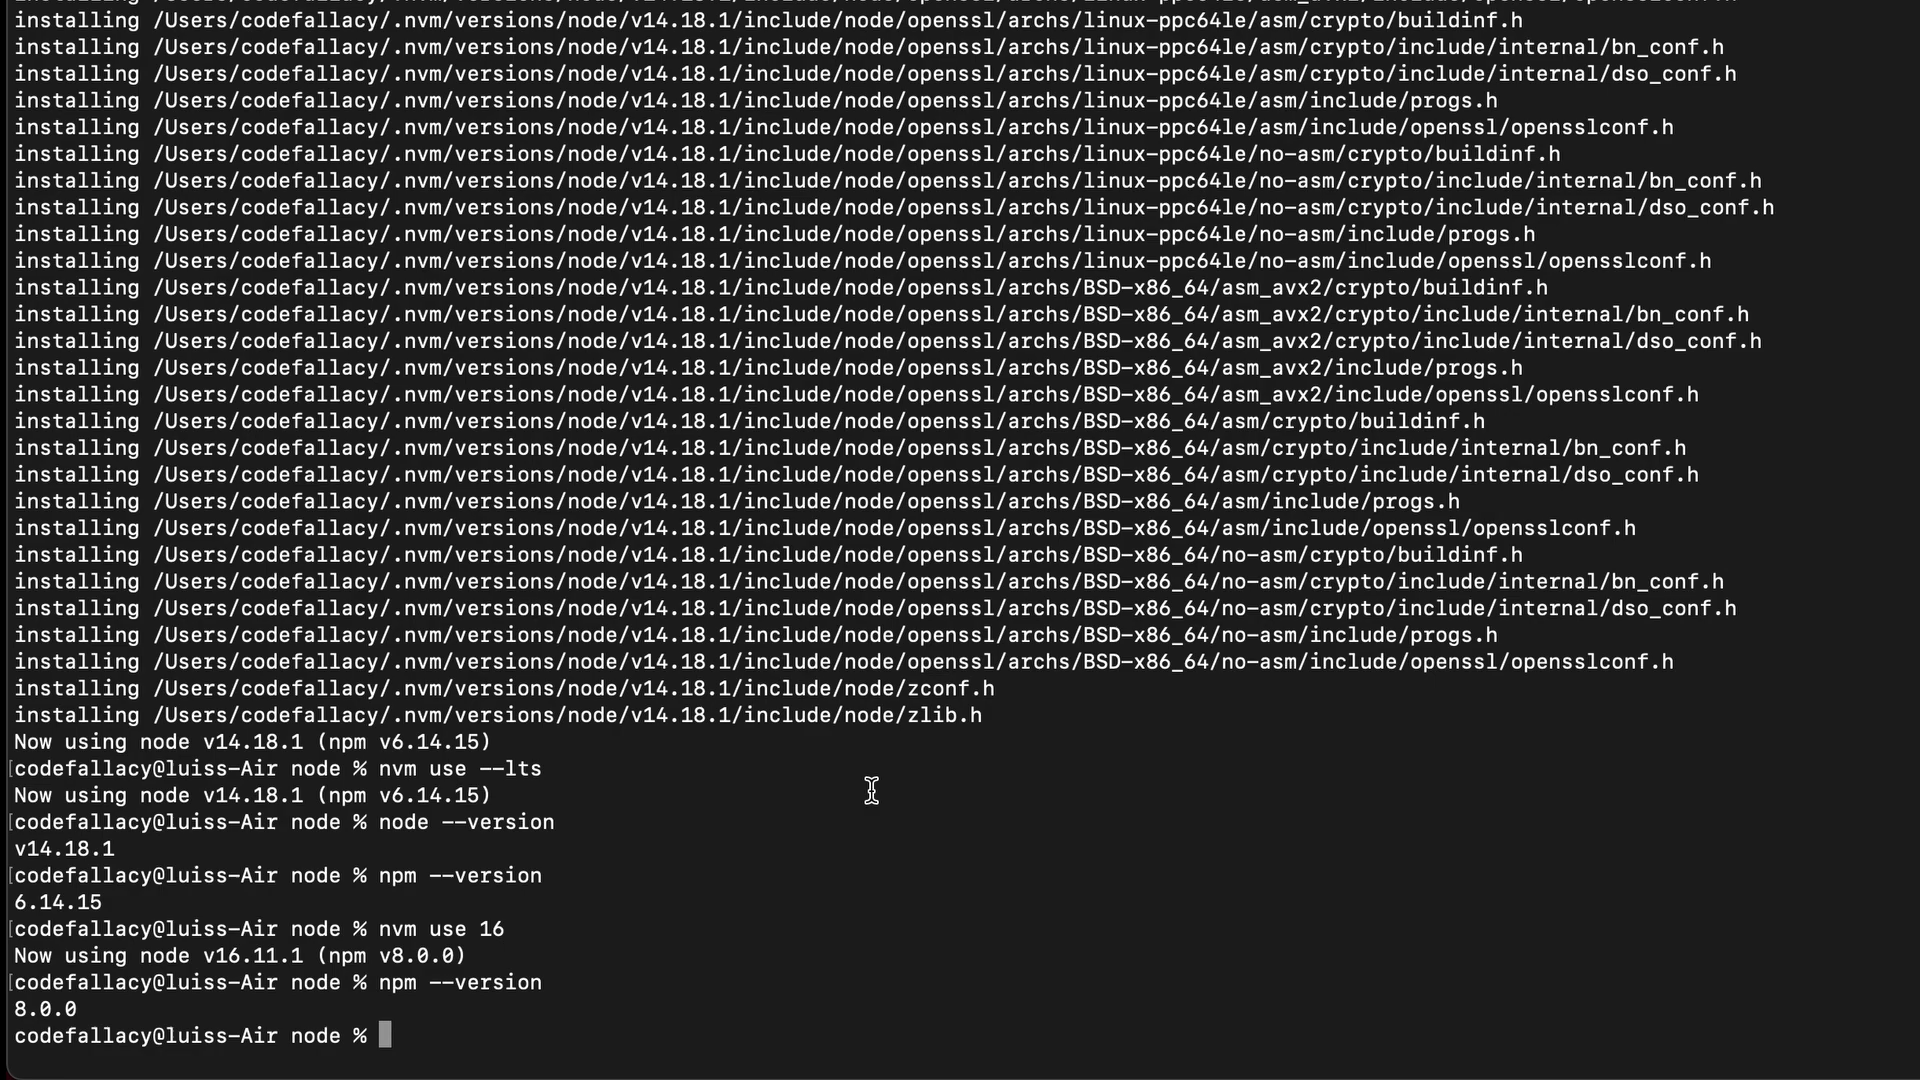 installing /Users/codefallacy/.nvm/versions/node/v14.18.1/include/node/openssl/archs/linux-ppc64le/asm_avx2/include/openssl/opensslconf.h
installing /Users/codefallacy/.nvm/versions/node/v14.18.1/include/node/openssl/archs/linux-ppc64le/asm/crypto/buildinf.h
installing /Users/codefallacy/.nvm/versions/node/v14.18.1/include/node/openssl/archs/linux-ppc64le/asm/crypto/include/internal/bn_conf.h
installing /Users/codefallacy/.nvm/versions/node/v14.18.1/include/node/openssl/archs/linux-ppc64le/asm/crypto/include/internal/dso_conf.h
installing /Users/codefallacy/.nvm/versions/node/v14.18.1/include/node/openssl/archs/linux-ppc64le/asm/include/progs.h
installing /Users/codefallacy/.nvm/versions/node/v14.18.1/include/node/openssl/archs/linux-ppc64le/asm/include/openssl/opensslconf.h
installing /Users/codefallacy/.nvm/versions/node/v14.18.1/include/node/openssl/archs/linux-ppc64le/no-asm/crypto/buildinf.h
installing /Users/codefallacy/.nvm/versions/node/v14.18.1/include/node/openssl/archs/linux-ppc64le/no-asm/crypto/include/internal/bn_conf.h
installing /Users/codefallacy/.nvm/versions/node/v14.18.1/include/node/openssl/archs/linux-ppc64le/no-asm/crypto/include/internal/dso_conf.h
installing /Users/codefallacy/.nvm/versions/node/v14.18.1/include/node/openssl/archs/linux-ppc64le/no-asm/include/progs.h
installing /Users/codefallacy/.nvm/versions/node/v14.18.1/include/node/openssl/archs/linux-ppc64le/no-asm/include/openssl/opensslconf.h
installing /Users/codefallacy/.nvm/versions/node/v14.18.1/include/node/openssl/archs/BSD-x86_64/asm_avx2/crypto/buildinf.h
installing /Users/codefallacy/.nvm/versions/node/v14.18.1/include/node/openssl/archs/BSD-x86_64/asm_avx2/crypto/include/internal/bn_conf.h
installing /Users/codefallacy/.nvm/versions/node/v14.18.1/include/node/openssl/archs/BSD-x86_64/asm_avx2/crypto/include/internal/dso_conf.h
installing /Users/codefallacy/.nvm/versions/node/v14.18.1/include/node/openssl/archs/BSD-x86_64/asm_avx2/include/progs.h
installing /Users/codefallacy/.nvm/versions/node/v14.18.1/include/node/openssl/archs/BSD-x86_64/asm_avx2/include/openssl/opensslconf.h
installing /Users/codefallacy/.nvm/versions/node/v14.18.1/include/node/openssl/archs/BSD-x86_64/asm/crypto/buildinf.h
installing /Users/codefallacy/.nvm/versions/node/v14.18.1/include/node/openssl/archs/BSD-x86_64/asm/crypto/include/internal/bn_conf.h
installing /Users/codefallacy/.nvm/versions/node/v14.18.1/include/node/openssl/archs/BSD-x86_64/asm/crypto/include/internal/dso_conf.h
installing /Users/codefallacy/.nvm/versions/node/v14.18.1/include/node/openssl/archs/BSD-x86_64/asm/include/progs.h
installing /Users/codefallacy/.nvm/versions/node/v14.18.1/include/node/openssl/archs/BSD-x86_64/asm/include/openssl/opensslconf.h
installing /Users/codefallacy/.nvm/versions/node/v14.18.1/include/node/openssl/archs/BSD-x86_64/no-asm/crypto/buildinf.h
installing /Users/codefallacy/.nvm/versions/node/v14.18.1/include/node/openssl/archs/BSD-x86_64/no-asm/crypto/include/internal/bn_conf.h
installing /Users/codefallacy/.nvm/versions/node/v14.18.1/include/node/openssl/archs/BSD-x86_64/no-asm/crypto/include/internal/dso_conf.h
installing /Users/codefallacy/.nvm/versions/node/v14.18.1/include/node/openssl/archs/BSD-x86_64/no-asm/include/progs.h
installing /Users/codefallacy/.nvm/versions/node/v14.18.1/include/node/openssl/archs/BSD-x86_64/no-asm/include/openssl/opensslconf.h
installing /Users/codefallacy/.nvm/versions/node/v14.18.1/include/node/zconf.h
installing /Users/codefallacy/.nvm/versions/node/v14.18.1/include/node/zlib.h
Now using node v14.18.1 (npm v6.14.15)
[codefallacy@luiss-Air node % nvm use --lts
Now using node v14.18.1 (npm v6.14.15)
[codefallacy@luiss-Air node % node --version
v14.18.1
[codefallacy@luiss-Air node % npm --version
6.14.15
[codefallacy@luiss-Air node % nvm use 16
Now using node v16.11.1 (npm v8.0.0)
[codefallacy@luiss-Air node % npm --version
8.0.0
codefallacy@luiss-Air node %